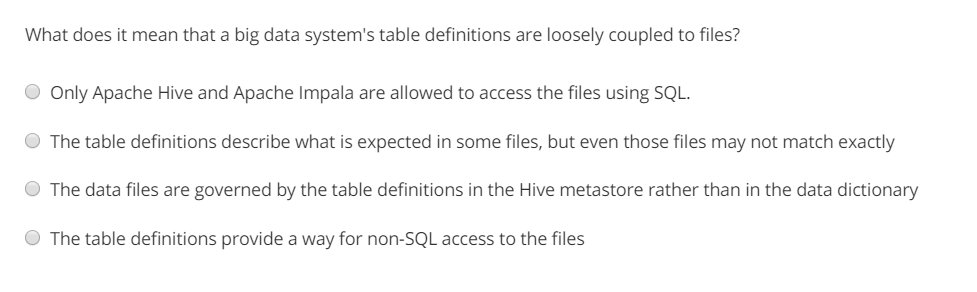 What does it mean that a big data system's table definitions are loosely coupled to files?
Only Apache Hive and Apache Impala are allowed to access the files using SQL.
The table definitions describe what is expected in some files, but even those files may not match exactly
The data files are governed by the table definitions in the Hive metastore rather than in the data dictionary
The table definitions provide a way for non-SQL access to the files